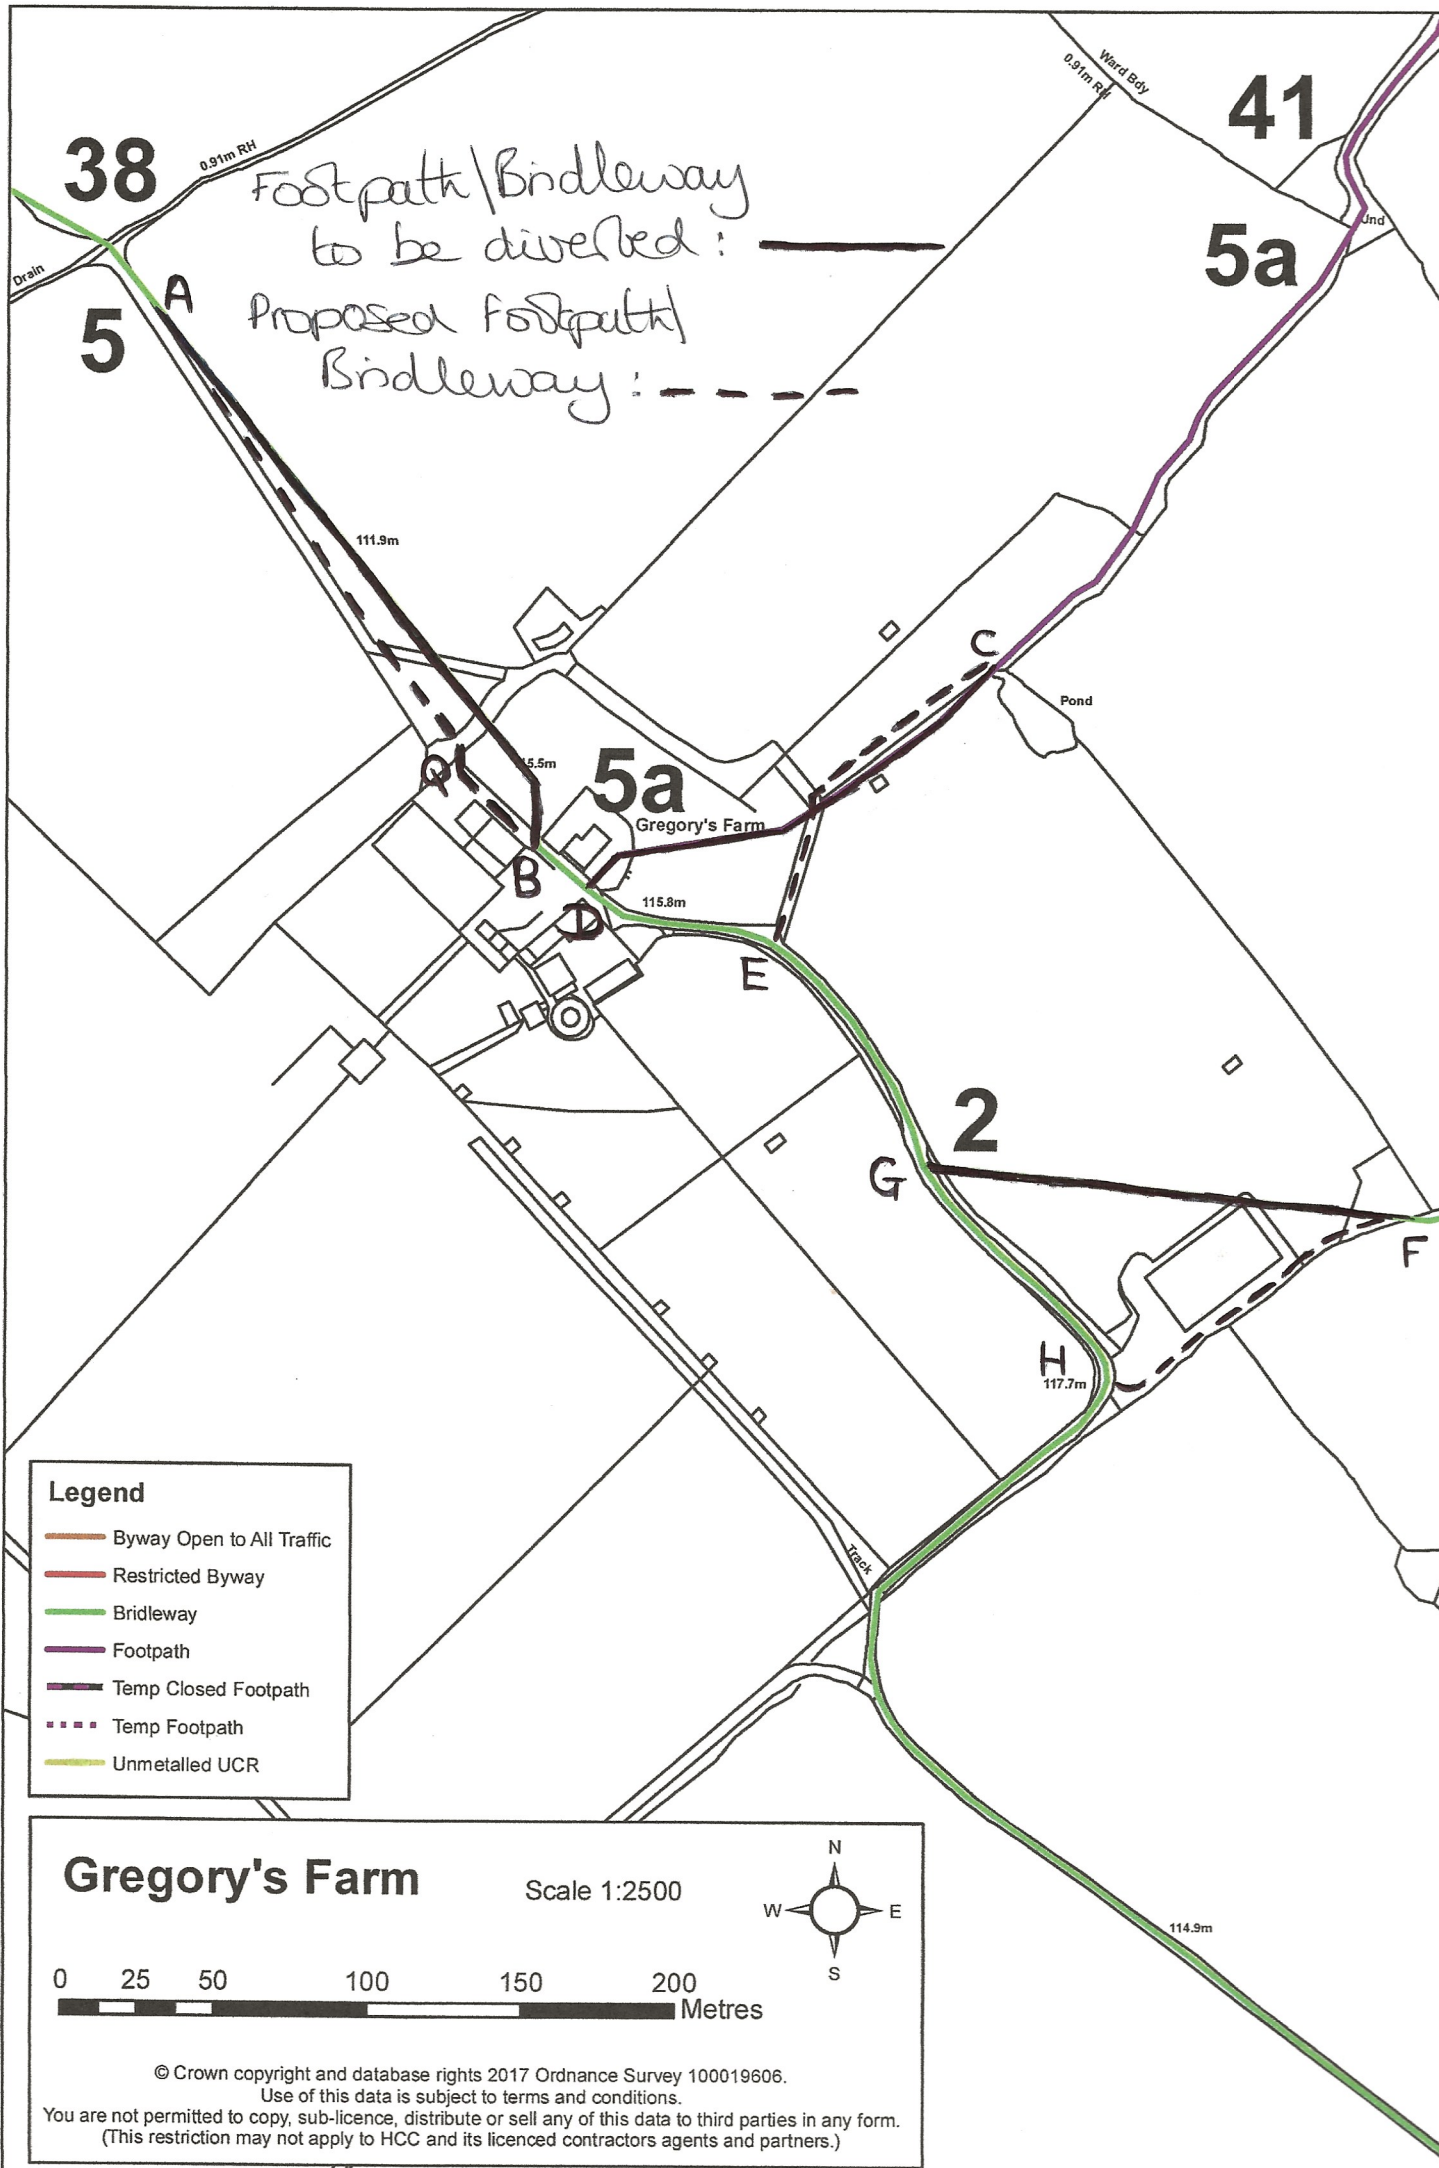 38
0.91m RH
Footpath\Bridleway
to be diverted :
Proposed Footpath\
Bridleway :
Ward Bdy
0.91m RH
41
Und
5a
Drain
A
5
111.9m
C
Pond
Q
5.5m
5a
Gregory's Farm
B
D
115.8m
E
2
G
F
H
117.7m
Track
Legend
Byway Open to All Traffic
Restricted Byway
Bridleway
Footpath
Temp Closed Footpath
Temp Footpath
Unmetalled UCR
Gregory's Farm
Scale 1:2500
N
W E
S
0 25 50 100 150 200
Metres
114.9m
© Crown copyright and database rights 2017 Ordnance Survey 100019606.
Use of this data is subject to terms and conditions.
You are not permitted to copy, sub-licence, distribute or sell any of this data to third parties in any form.
(This restriction may not apply to HCC and its licenced contractors agents and partners.)